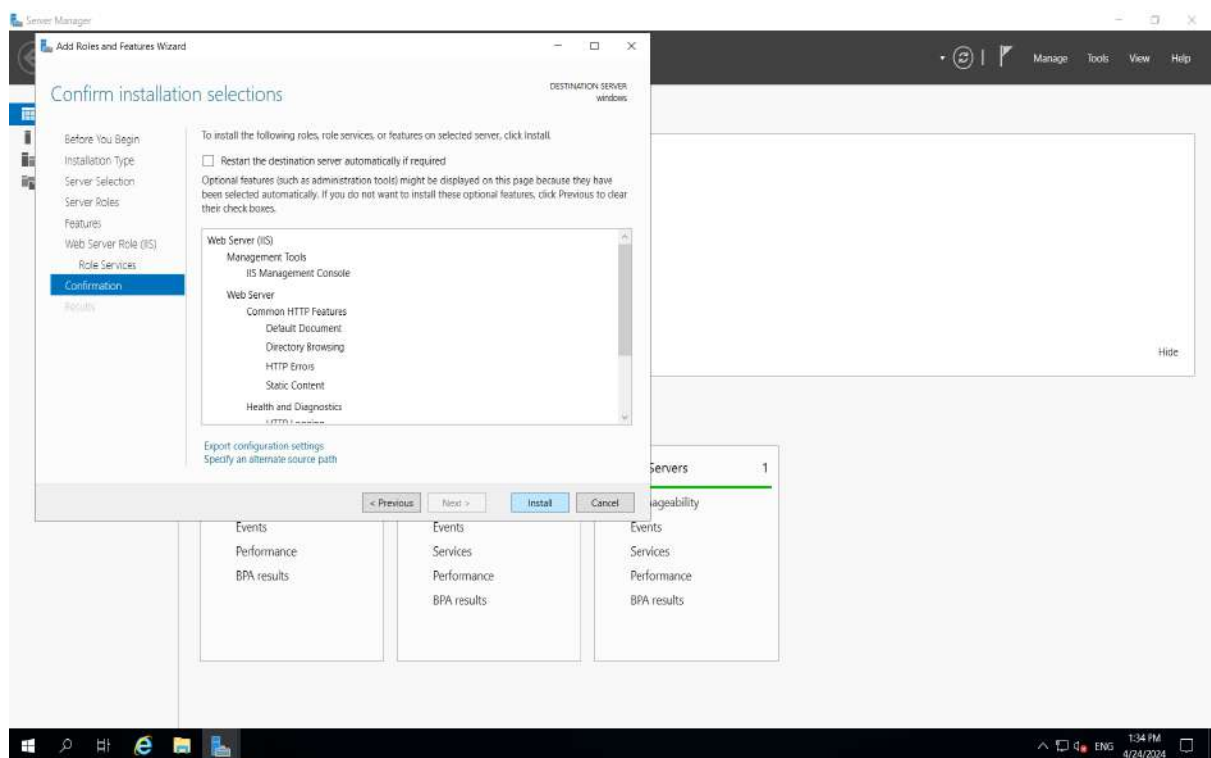 Server Manager
Manage Tools View Help
Add Roles and Features Wizard
Confirm installation selections
DESTINATION SERVER
windows
Before You Begin
Installation Type
Server Selection
Server Roles
Features
Web Server Role (IIS)
Role Services
Confirmation
Results
To install the following roles, role services, or features on selected server, click Install.
Restart the destination server automatically if required
Optional features (such as administration tools) might be displayed on this page because they have
been selected automatically. If you do not want to install these optional features, click Previous to clear
their check boxes.
Web Server (IIS)
Management Tools
IIS Management Console
Web Server
Common HTTP Features
Default Document
Directory Browsing
HTTP Errors
Static Content
Health and Diagnostics
HTTP Logging
Export configuration settings
Specify an alternate source path
< Previous
Next >
Install
Cancel
Hide
Servers 1
ageability
Events
Performance
BPA results
Events
Services
Performance
BPA results
Events
Services
Performance
BPA results
ENG
1:34 PM
4/24/2024